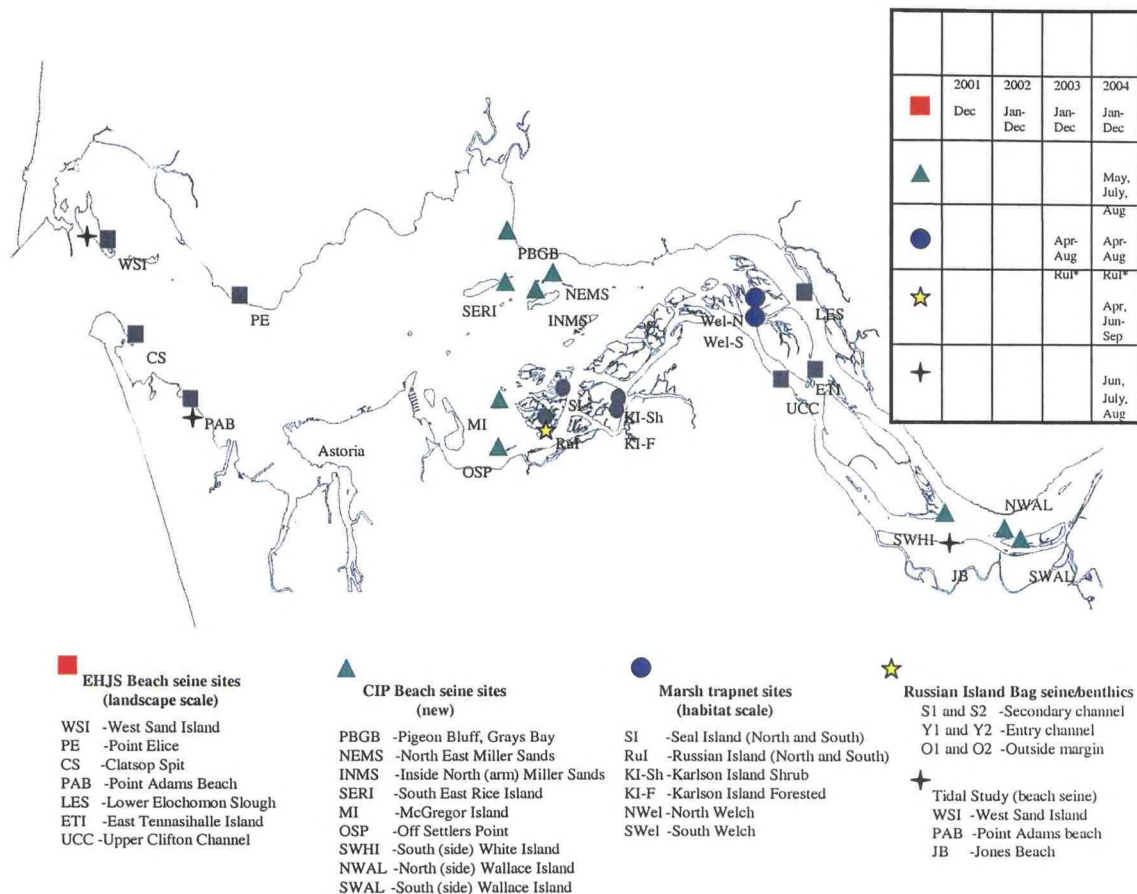 2001 2002 2003 2004
Dec Jan- Jan- Jan-
Dec Dec Dec
May,
July,
Aug
Apr- Apr-
Aug Aug
RuI* RuI*
Apr,
Jun-
Sep
Jun,
July,
Aug
WSI
PE
CS
PAB
Astoria
PBGB
NEMS
SERI
INMS
Wel-N
Wel-S
LES
ETI
UCC
SI
KI-Sh
MI
RuI
KI-F
OSP
NWAL
SWHI
JB
SWAL
EHJS Beach seine sites
(landscape scale)
WSI -West Sand Island
PE -Point Elice
CS -Clatsop Spit
PAB -Point Adams Beach
LES -Lower Elochomon Slough
ETI -East Tennasihalle Island
UCC -Upper Clifton Channel
CIP Beach seine sites
(new)
PBGB -Pigeon Bluff, Grays Bay
NEMS -North East Miller Sands
INMS -Inside North (arm) Miller Sands
SERI -South East Rice Island
MI -McGregor Island
OSP -Off Settlers Point
SWHI -South (side) White Island
NWAL -North (side) Wallace Island
SWAL -South (side) Wallace Island
Marsh trapnet sites
(habitat scale)
SI -Seal Island (North and South)
RuI -Russian Island (North and South)
KI-Sh -Karlson Island Shrub
KI-F -Karlson Island Forested
NWel -North Welch
SWel -South Welch
Russian Island Bag seine/benthics
S1 and S2 -Secondary channel
Y1 and Y2 -Entry channel
O1 and O2 -Outside margin
Tidal Study (beach seine)
WSI -West Sand Island
PAB -Point Adams beach
JB -Jones Beach